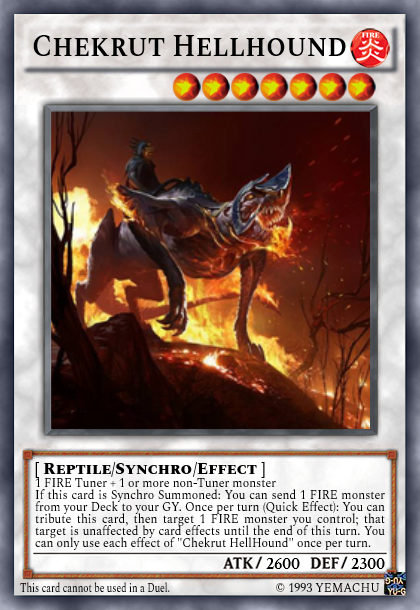 CHEKRUT HELLHOUND
FIRE
炎
[ REPTILE/SYNCHRO/EFFECT ]
1 FIRE Tuner + 1 or more non-Tuner monster
If this card is Synchro Summoned: You can send 1 FIRE monster
from your Deck to your GY. Once per turn (Quick Effect): You can
tribute this card, then target 1 FIRE monster you control; that
target is unaffected by card effects until the end of this turn. You
can only use each effect of "Chekrut HellHound" once per turn.
ATK / 2600 DEF / 2300
This card cannot be used in a Duel.
© 1993 YEMACHU
YU-G